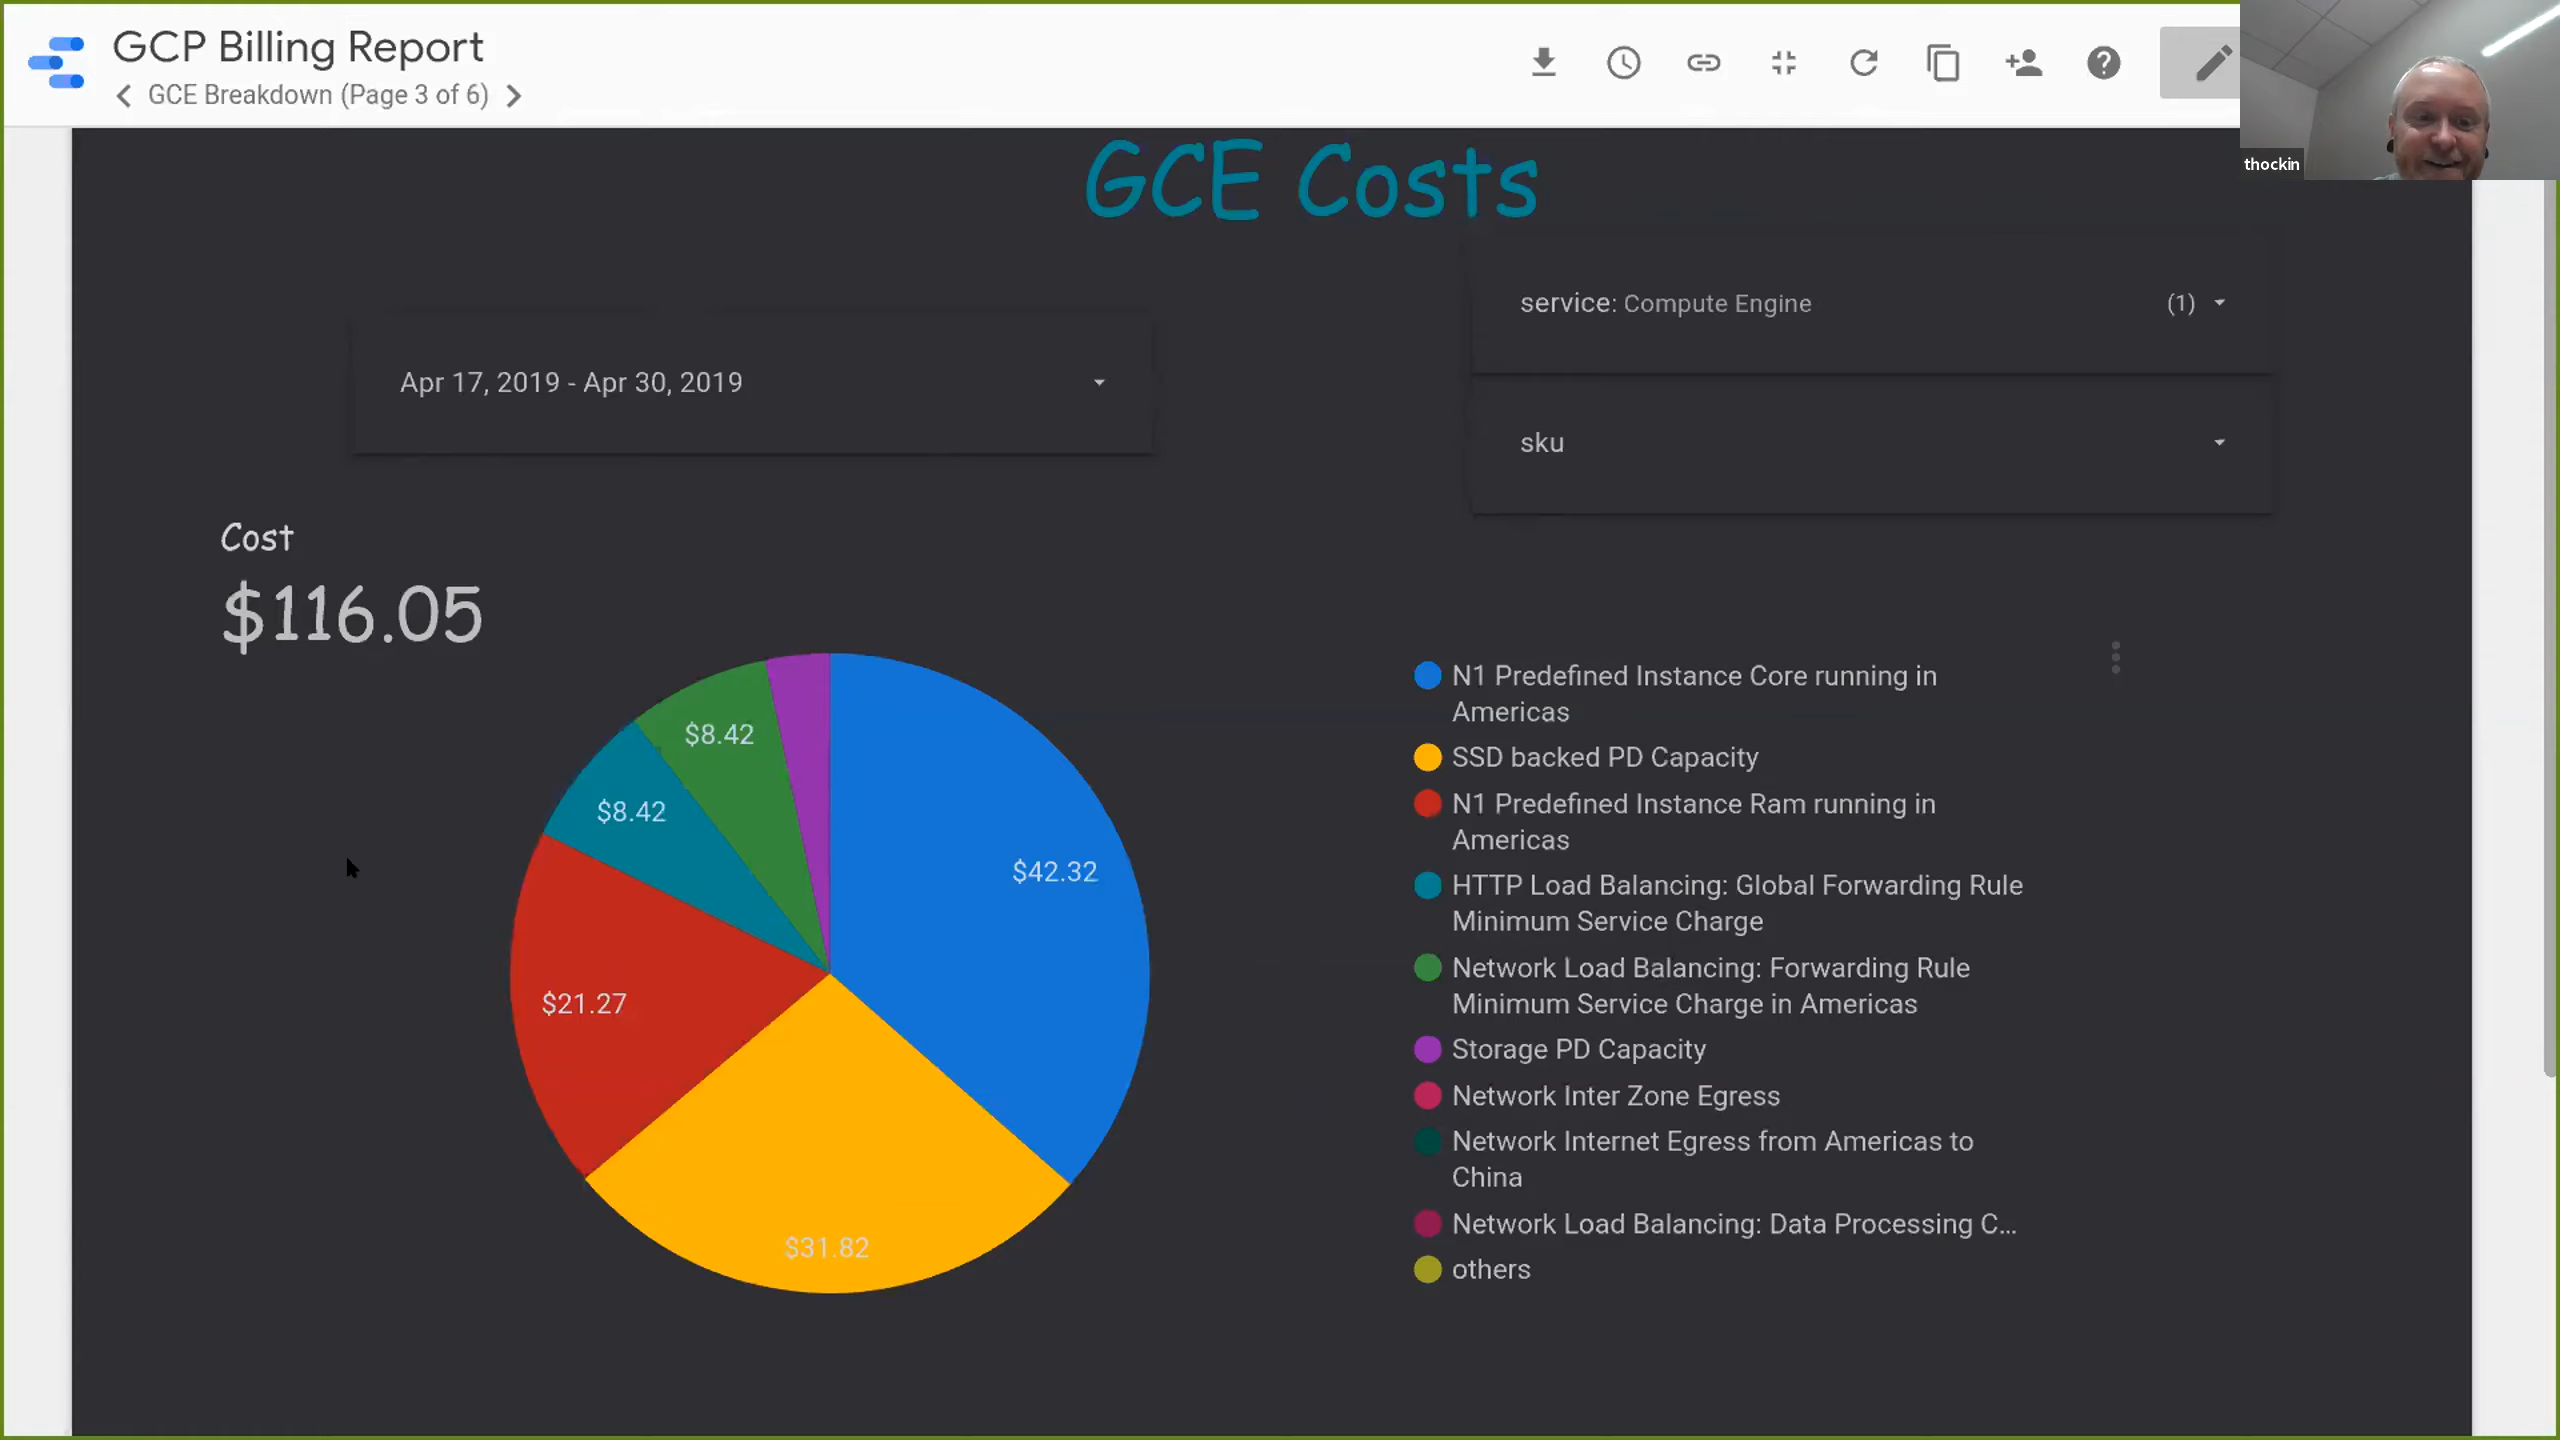 GCP Billing Report
GCE Breakdown (Page 3 of 6)
thockin
GCE Costs
service: Compute Engine (1)
Apr 17, 2019 - Apr 30, 2019
sku
Cost
$116.05
$8.42
$8.42
$42.32
$21.27
$31.82
N1 Predefined Instance Core running in
Americas
SSD backed PD Capacity
N1 Predefined Instance Ram running in
Americas
HTTP Load Balancing: Global Forwarding Rule
Minimum Service Charge
Network Load Balancing: Forwarding Rule
Minimum Service Charge in Americas
Storage PD Capacity
Network Inter Zone Egress
Network Internet Egress from Americas to
China
Network Load Balancing: Data Processing C...
others